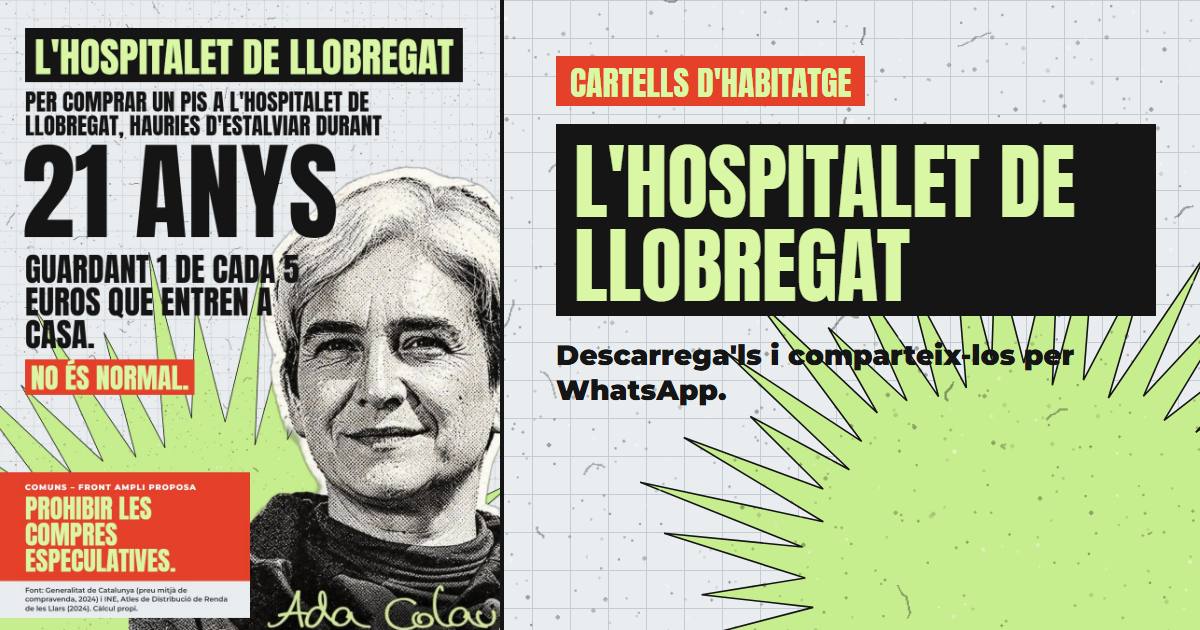 L'HOSPITALET DE LLOBREGAT
PER COMPRAR UN PIS A L'HOSPITALET DE
LLOBREGAT, HAURIES D'ESTALVIAR DURANT
21 ANYS
GUARDANT 1 DE CADA 5
EUROS QUE ENTREN A
CASA.
NO ÉS NORMAL.
COMUNS – FRONT AMPLI PROPOSA
PROHIBIR LES
COMPRES
ESPECULATIVES.
Font: Generalitat de Catalunya (preu mitjà de
compravenda, 2024) i INE, Atles de Distribució de Renda
de les Llars (2024). Càlcul propi.
Ada Colau
CARTELLS D'HABITATGE
L'HOSPITALET DE
LLOBREGAT
Descarrega'ls i comparteix-los per
WhatsApp.